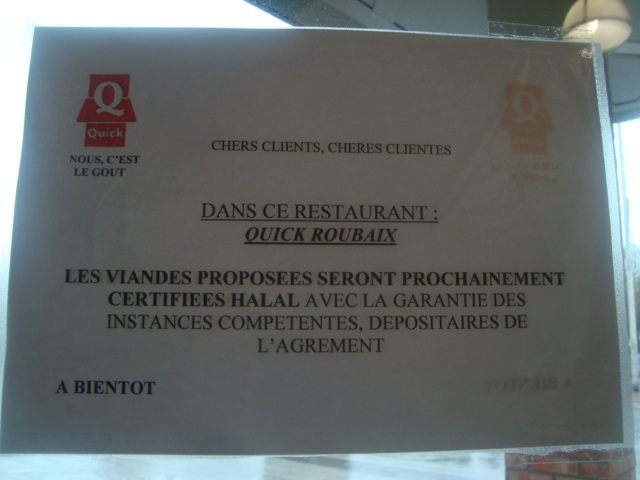 Q
Quick
NOUS, C'EST
LE GOUT
CHERS CLIENTS, CHERES CLIENTES
DANS CE RESTAURANT :
QUICK ROUBAIX
LES VIANDES PROPOSEES SERONT PROCHAINEMENT
CERTIFIEES HALAL AVEC LA GARANTIE DES
INSTANCES COMPETENTES, DEPOSITAIRES DE
L'AGREMENT
A BIENTOT